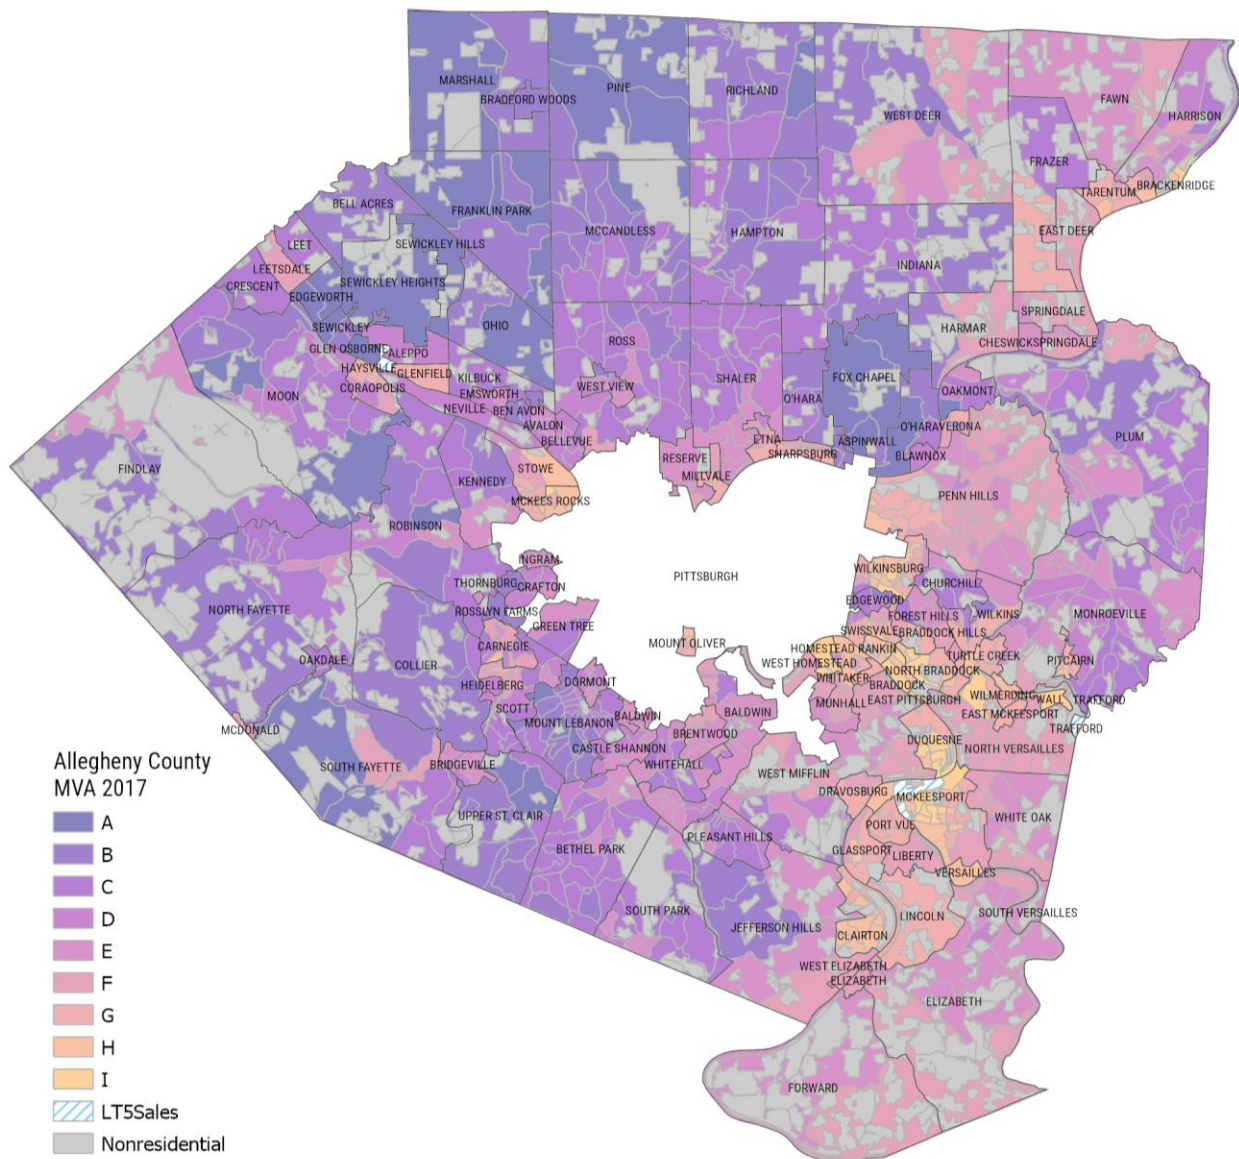 MARSHALL
BRADFORD WOODS
PINE
RICHLAND
WEST DEER
FAWN
HARRISON
FRAZER
TARENTUM
BRACKENRIDGE
BELL ACRES
FRANKLIN PARK
LEET
SEWICKLEY HILLS
MCCANDLESS
HAMPTON
EAST DEER
LEETSDALE
CRESCENT
SEWICKLEY HEIGHTS
INDIANA
EDGEWORTH
SEWICKLEY
OHIO
HARMAR
SPRINGDALE
GLEN OSBORNE
ALEPPO
ROSS
CHESWICK
SPRINGDALE
HAYSVILLE
GLENFIELD
KILBUCK
WEST VIEW
SHALER
FOX CHAPEL
OAKMONT
MOON
CORAOPOLIS
EMSWORTH
NEVILLE
BEN AVON
O'HARA
AVALON
O'HARA
VERONA
PLUM
BELLEVUE
ETNA
SHARPSBURG
ASPINWALL
BLAWNOX
FINDLAY
STOWE
RESERVE
MILLVALE
KENNEDY
MCKEES ROCKS
PENN HILLS
ROBINSON
INGRAM
PITTSBURGH
WILKINSBURG
THORNBURG
CRAFTON
CHURCHILL
NORTH FAYETTE
ROSSLYN FARMS
EDGEWOOD
FOREST HILLS
WILKINS
MONROEVILLE
GREEN TREE
SWISSVALE
BRADDOCK HILLS
CARNEGIE
MOUNT OLIVER
HOMESTEAD
RANKIN
TURTLE CREEK
PITCAIRN
OAKDALE
COLLIER
WEST HOMESTEAD
NORTH BRADDOCK
HEIDELBERG
DORMONT
WHITAKER
BRADDOCK
WILMERDING
WALL
TRAFFORD
SCOTT
MOUNT LEBANON
BALDWIN
BALDWIN
MUNHALL
EAST PITTSBURGH
EAST MCKEESPORT
TRAFFORD
MCDONALD
BRENTWOOD
DUQUESNE
NORTH VERSAILLES
CASTLE SHANNON
SOUTH FAYETTE
BRIDGEVILLE
WHITEHALL
WEST MIFFLIN
DRAVOSBURG
MCKEESPORT
UPPER ST. CLAIR
WHITE OAK
PORT VUE
PLEASANT HILLS
BETHEL PARK
GLASSPORT
LIBERTY
VERSAILLES
SOUTH PARK
JEFFERSON HILLS
LINCOLN
SOUTH VERSAILLES
CLAIRTON
WEST ELIZABETH
ELIZABETH
ELIZABETH
FORWARD
Allegheny County
MVA 2017
A
B
C
D
E
F
G
H
I
LT5Sales
Nonresidential